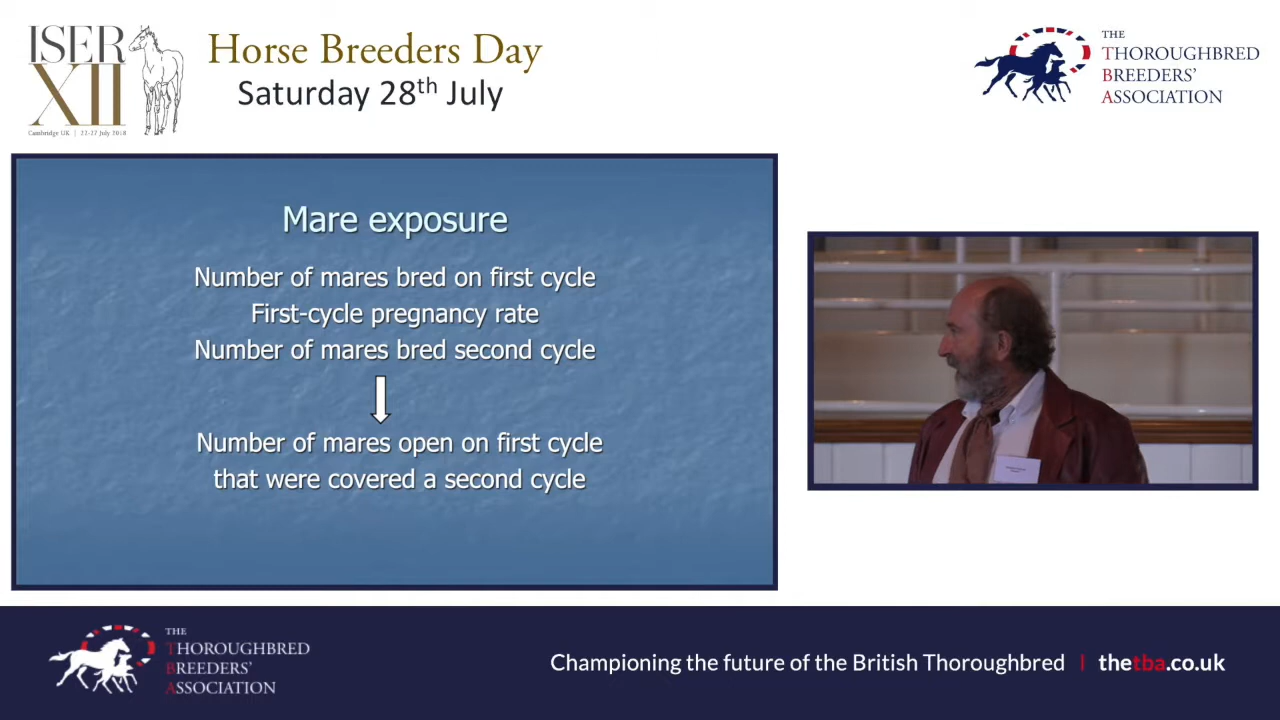 ISER
XII
Cambridge UK | 22-27 July 2018
Horse Breeders Day
Saturday 28th July
THE
THOROUGHBRED
BREEDERS'
ASSOCIATION
Mare exposure
Number of mares bred on first cycle
First-cycle pregnancy rate
Number of mares bred second cycle
Number of mares open on first cycle
that were covered a second cycle
THE
THOROUGHBRED
BREEDERS'
ASSOCIATION
Championing the future of the British Thoroughbred | thetba.co.uk